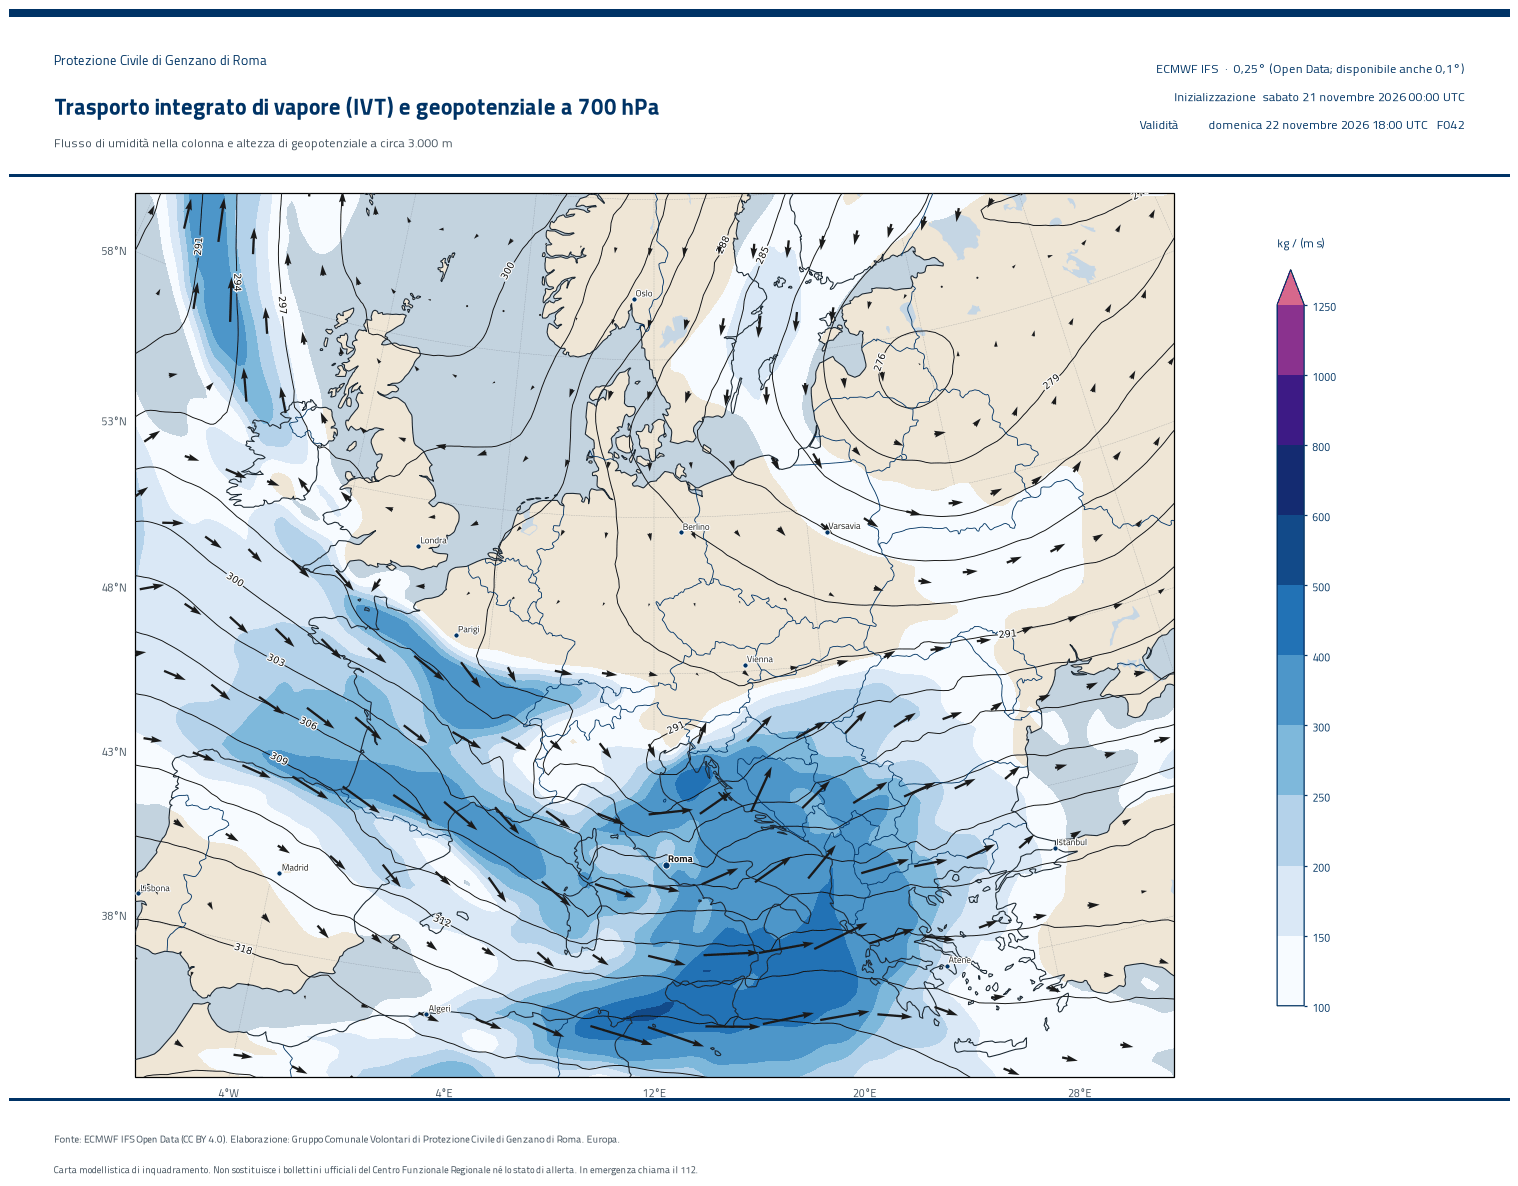 Protezione Civile di Genzano di Roma
Trasporto integrato di vapore (IVT) e geopotenziale a 700 hPa
Flusso di umidità nella colonna e altezza di geopotenziale a circa 3.000 m
ECMWF IFS · 0,25° (Open Data; disponibile anche 0,1°)
Inizializzazione sabato 21 novembre 2026 00:00 UTC
Validità domenica 22 novembre 2026 18:00 UTC F042
kg / (m s)
1250
1000
800
600
500
400
300
250
200
150
100
58°N
53°N
48°N
43°N
38°N
4°W
4°E
12°E
20°E
28°E
292
294
297
300
288
285
276
279
300
303
306
309
291
291
312
318
Oslo
Londra
Berlino
Varsavia
Parigi
Vienna
Roma
Madrid
Lisbona
Istanbul
Atene
Algeri
Fonte: ECMWF IFS Open Data (CC BY 4.0). Elaborazione: Gruppo Comunale Volontari di Protezione Civile di Genzano di Roma. Europa.
Carta modellistica di inquadramento. Non sostituisce i bollettini ufficiali del Centro Funzionale Regionale né lo stato di allerta. In emergenza chiama il 112.